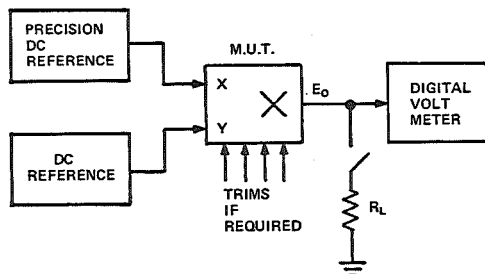 PRECISION
DC
REFERENCE
M.U.T.
X
Y
E₀
DIGITAL
VOLT
METER
DC
REFERENCE
TRIMS
IF
REQUIRED
R_L